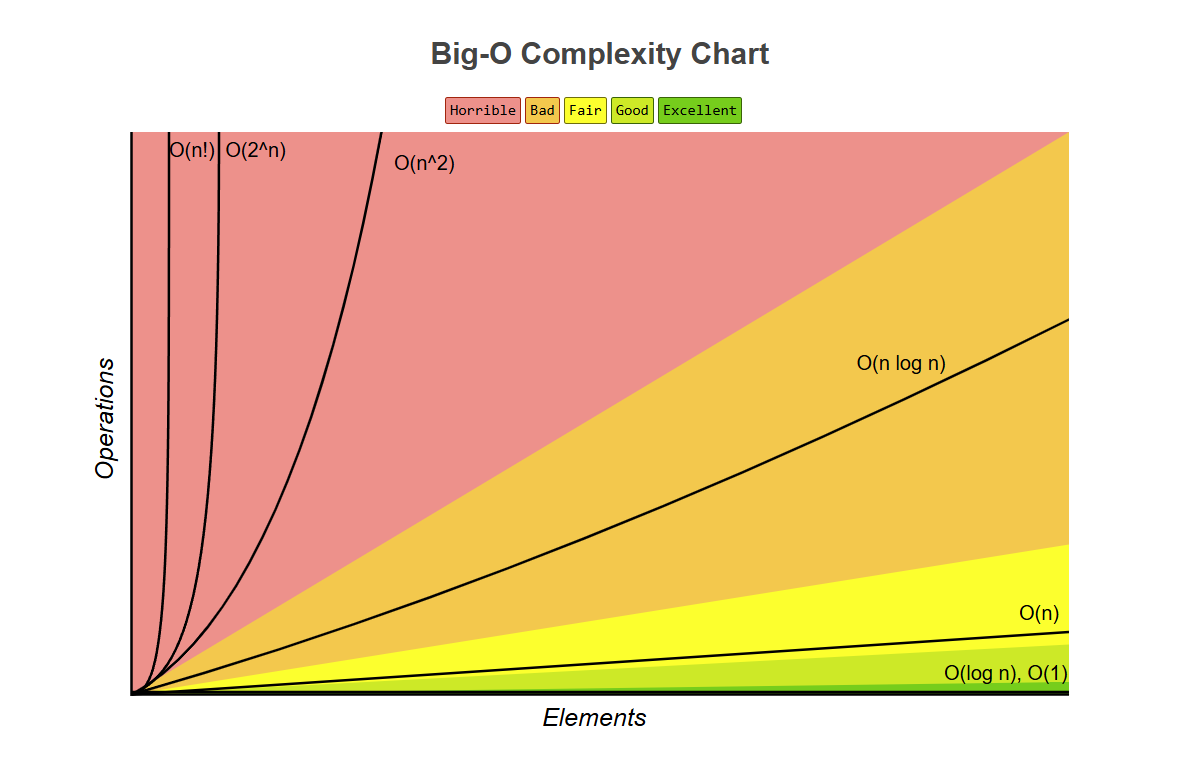 Big-O Complexity Chart
Horrible Bad Fair Good Excellent
O(n!) O(2^n)
O(n^2)
O(n log n)
Operations
O(n)
O(log n), O(1)
Elements